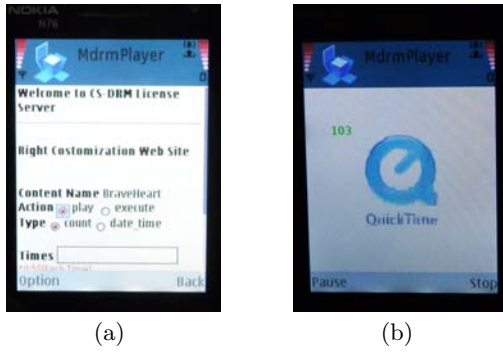 NOKIA
N76
MdrmPlayer
Welcome to CS-DRM License
Server
Right Costomization Web Site
Content Name BraveHeart
Action play execute
Type count date_time
Times
Option Back
(a)
MdrmPlayer
103
QuickTime
Pause Stop
(b)